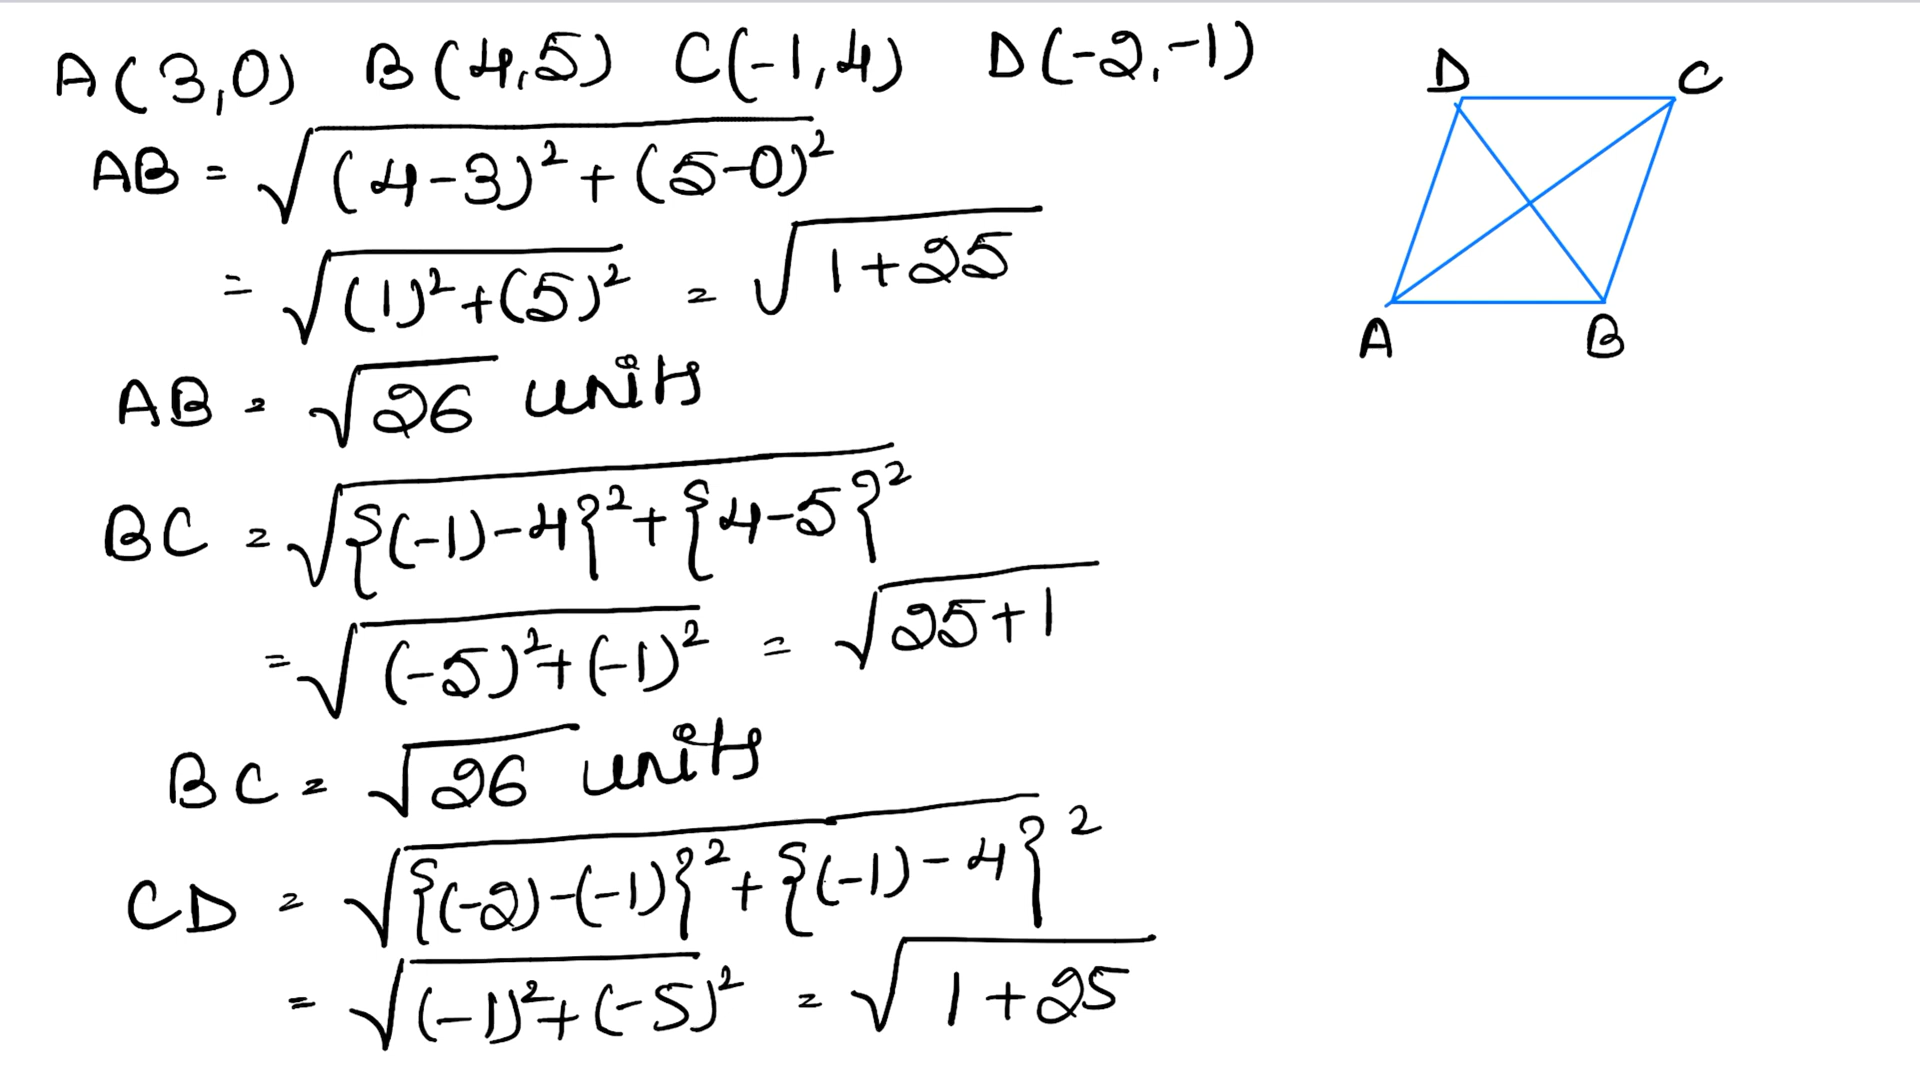 A(3,0) B(4,5) C(-1,4) D(-2,-1)
D C
AB = √((4-3)²+(5-0)²)
= √((1)²+(5)²) = √(1+25)
A B
AB = √26 units
BC = √({(-1)-4}²+{4-5}²)
= √((-5)²+(-1)²) = √(25+1)
BC = √26 units
CD = √({(-2)-(-1)}²+{(-1)-4}²)
= √((-1)²+(-5)²) = √(1+25)